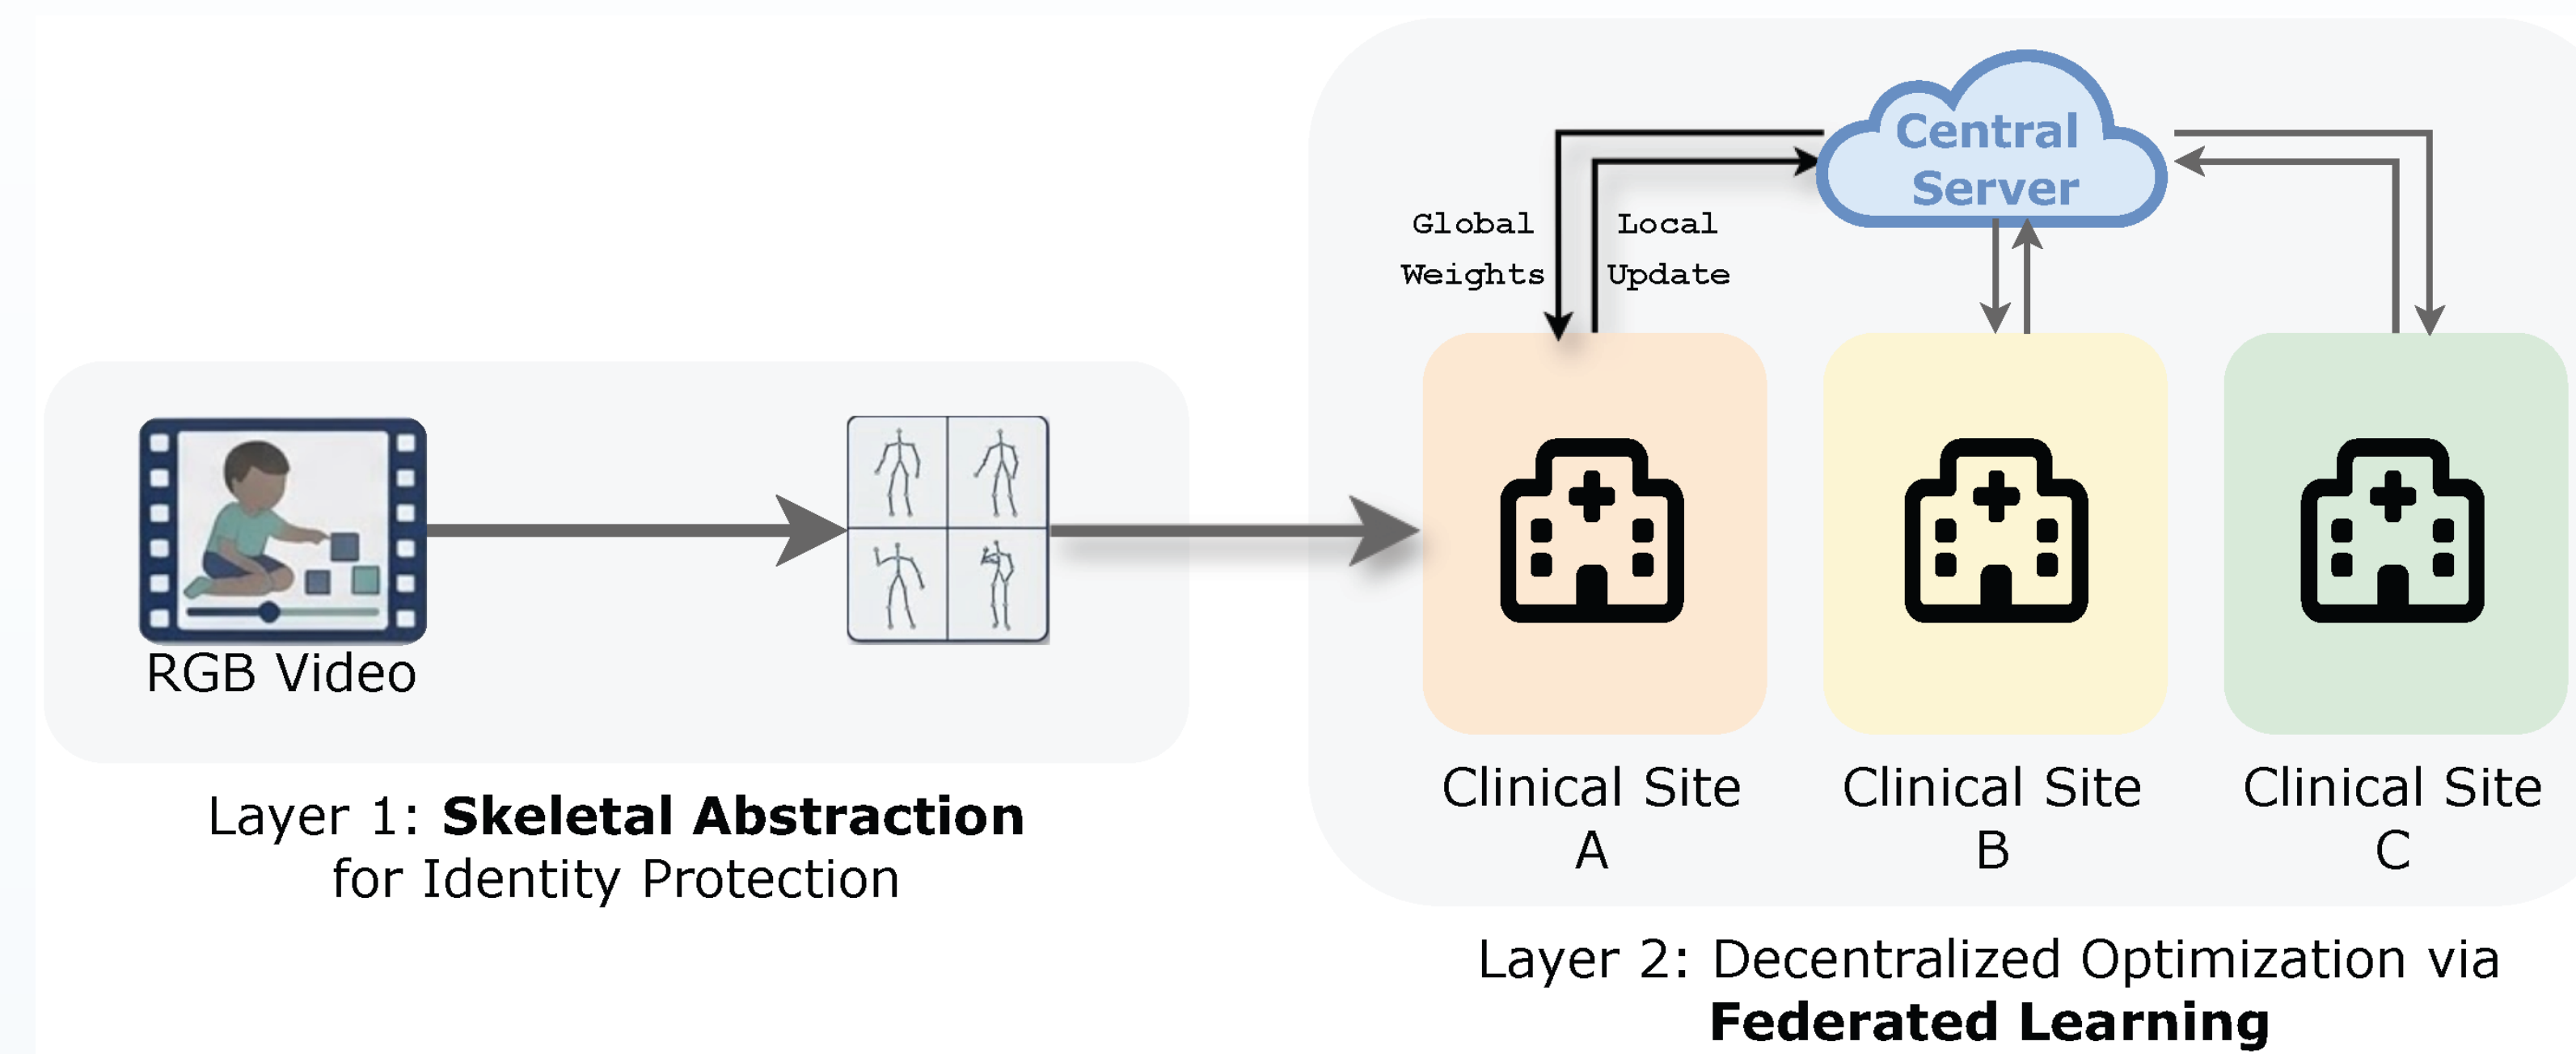 RGB Video
Layer 1: Skeletal Abstraction
for Identity Protection
Central
Server
Global
Weights
Local
Update
Clinical Site
A
Clinical Site
B
Clinical Site
C
Layer 2: Decentralized Optimization via
Federated Learning